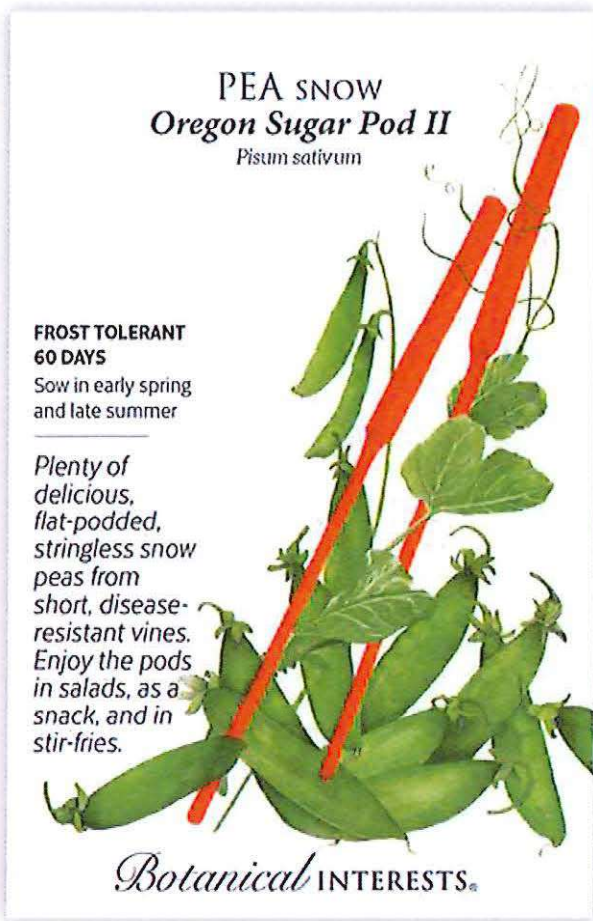 PEA SNOW
Oregon Sugar Pod II
Pisum sativum
FROST TOLERANT
60 DAYS
Sow in early spring
and late summer
Plenty of
delicious,
flat-podded,
stringless snow
peas from
short, disease-
resistant vines.
Enjoy the pods
in salads, as a
snack, and in
stir-fries.
Botanical INTERESTS®